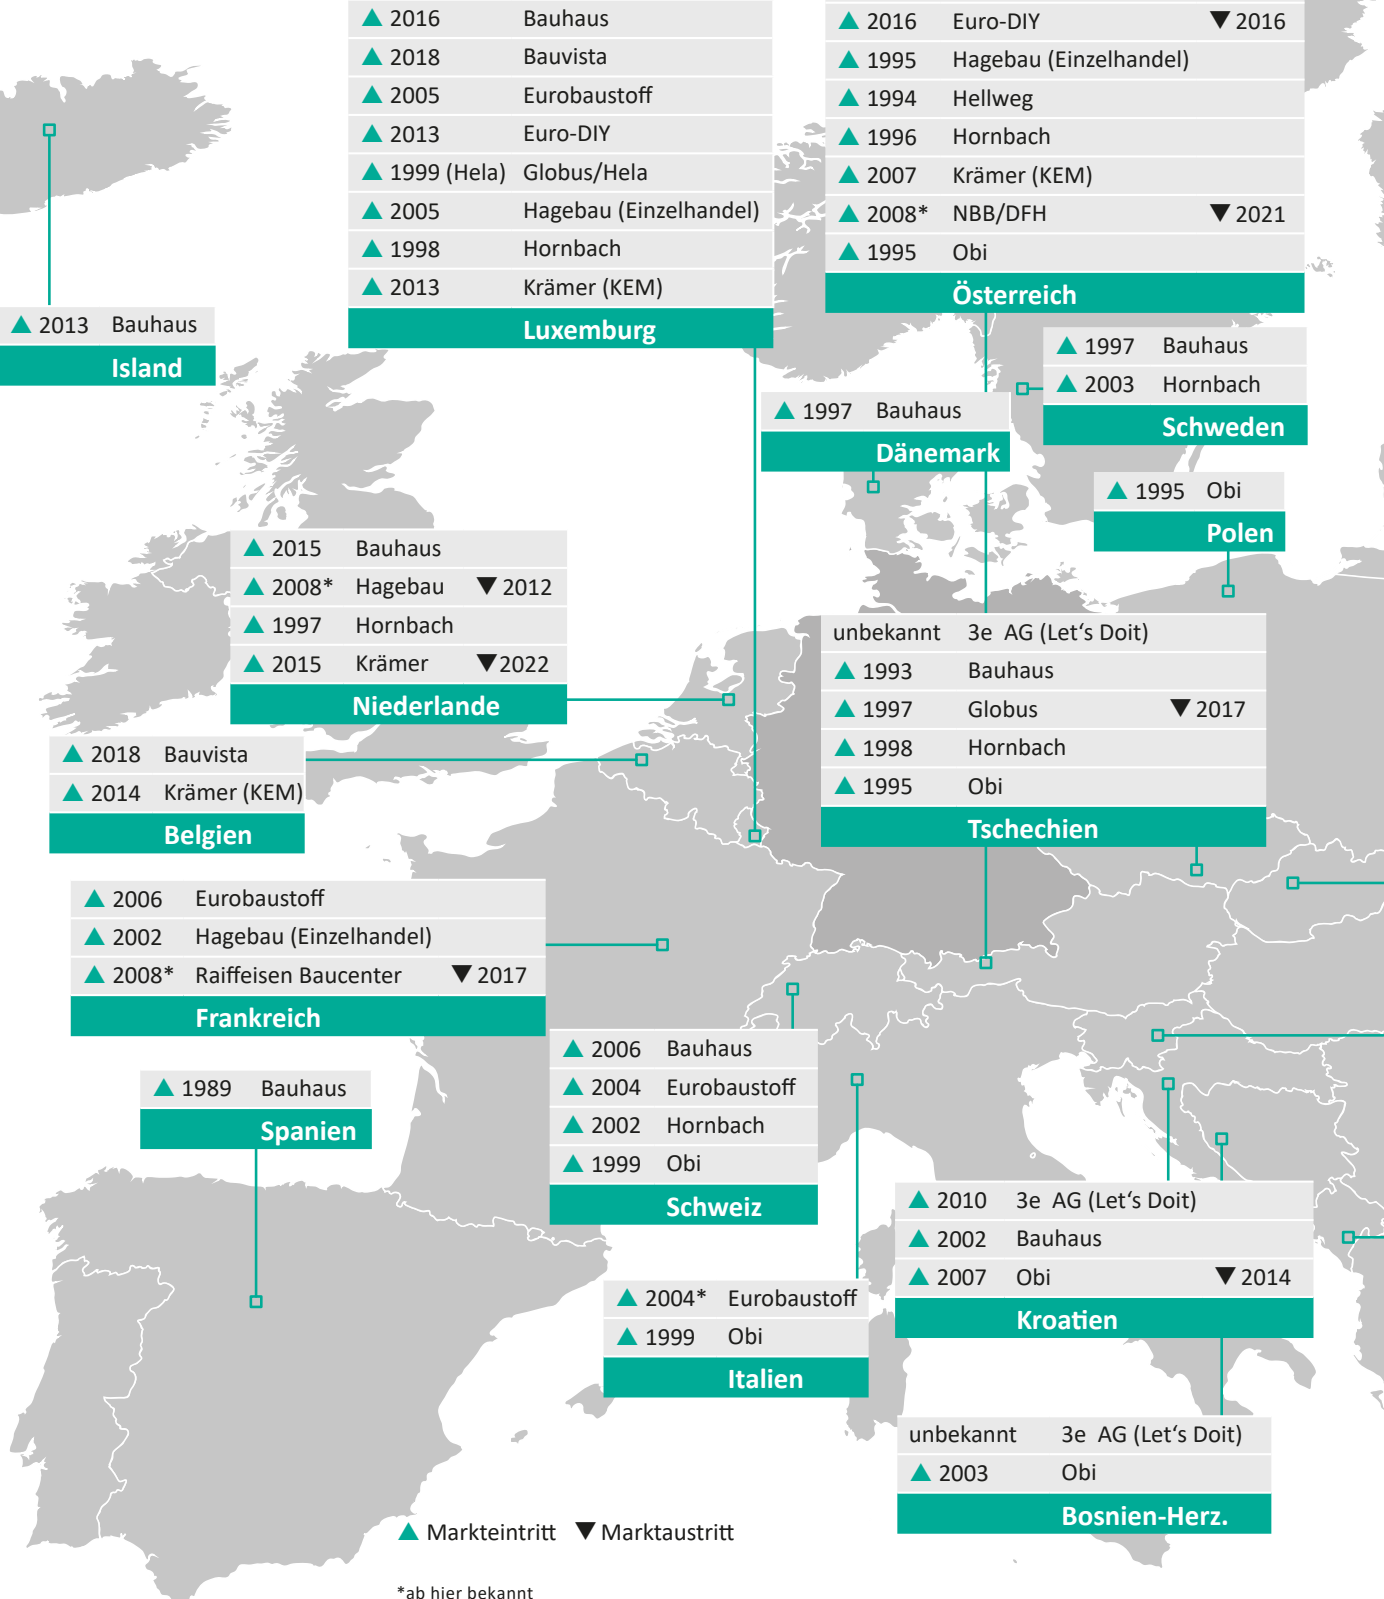 ▲ 2016 Bauhaus
▲ 2018 Bauvista
▲ 2005 Eurobaustoff
▲ 2013 Euro-DIY
▲ 1999 (Hela) Globus/Hela
▲ 2005 Hagebau (Einzelhandel)
▲ 1998 Hornbach
▲ 2013 Krämer (KEM)
Luxemburg
▲ 2016 Euro-DIY ▼ 2016
▲ 1995 Hagebau (Einzelhandel)
▲ 1994 Hellweg
▲ 1996 Hornbach
▲ 2007 Krämer (KEM)
▲ 2008* NBB/DFH ▼ 2021
▲ 1995 Obi
Österreich
▲ 2013 Bauhaus
Island
▲ 1997 Bauhaus
▲ 2003 Hornbach
Schweden
▲ 1997 Bauhaus
Dänemark
▲ 1995 Obi
Polen
▲ 2015 Bauhaus
▲ 2008* Hagebau ▼ 2012
▲ 1997 Hornbach
▲ 2015 Krämer ▼ 2022
Niederlande
unbekannt 3e AG (Let‘s Doit)
▲ 1993 Bauhaus
▲ 1997 Globus ▼ 2017
▲ 1998 Hornbach
▲ 1995 Obi
Tschechien
▲ 2018 Bauvista
▲ 2014 Krämer (KEM)
Belgien
▲ 2006 Eurobaustoff
▲ 2002 Hagebau (Einzelhandel)
▲ 2008* Raiffeisen Baucenter ▼ 2017
Frankreich
▲ 2006 Bauhaus
▲ 2004 Eurobaustoff
▲ 2002 Hornbach
▲ 1999 Obi
Schweiz
▲ 1989 Bauhaus
Spanien
▲ 2010 3e AG (Let‘s Doit)
▲ 2002 Bauhaus
▲ 2007 Obi ▼ 2014
Kroatien
▲ 2004* Eurobaustoff
▲ 1999 Obi
Italien
unbekannt 3e AG (Let‘s Doit)
▲ 2003 Obi
Bosnien-Herz.
▲ Markteintritt ▼ Marktaustritt
*ab hier bekannt